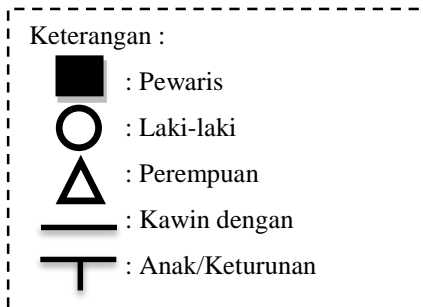 Keterangan :
: Pewaris
: Laki-laki
: Perempuan
: Kawin dengan
: Anak/Keturunan